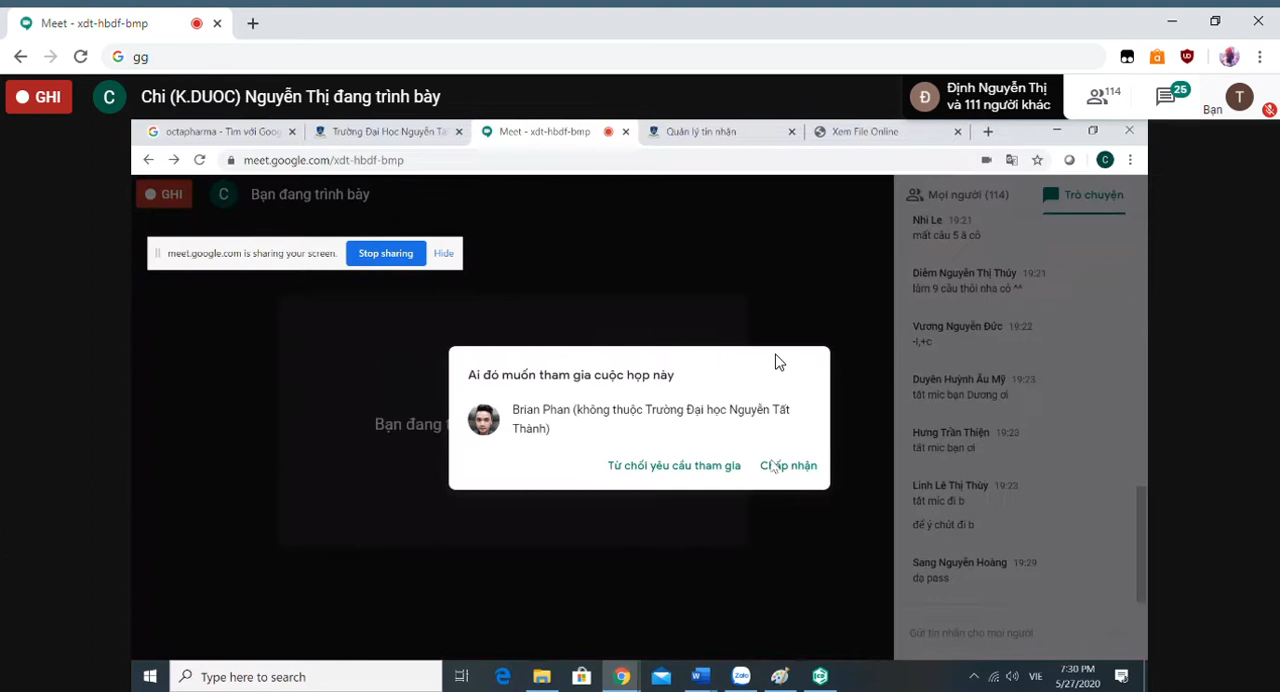 Meet - xdt-hbdf-bmp
gg
GHI
C
Chi (K.DUOC) Nguyễn Thị đang trình bày
Đ
Định Nguyễn Thị
và 111 người khác
114
25
Bạn
T
octapharma - Tìm với Goog
Trường Đại Học Nguyễn Tấ
Meet - xdt-hbdf-bmp
Quản lý tin nhắn
Xem File Online
meet.google.com/xdt-hbdf-bmp
C
GHI
C
Bạn đang trình bày
Mọi người (114)
Trò chuyện
meet.google.com is sharing your screen.
Stop sharing
Hide
Nhi Le 19:21
mất câu 5 à cô
Diễm Nguyễn Thị Thúy 19:21
làm 9 câu thôi nha cô ^^
Vương Nguyễn Đức 19:22
-i,+c
Duyên Huỳnh Âu Mỹ 19:23
tắt mic bạn Dương ơi
Hưng Trần Thiện 19:23
tắt mic bạn ơi
Linh Lê Thị Thùy 19:23
tắt mic đi b
để ý chút đi b
Sang Nguyễn Hoàng 19:29
dạ pass
Gửi tin nhắn cho mọi người
Bạn đang
Ai đó muốn tham gia cuộc họp này
Brian Phan (không thuộc Trường Đại học Nguyễn Tất
Thành)
Từ chối yêu cầu tham gia
Chấp nhận
Type here to search
Zalo
VIE
7:30 PM
5/27/2020